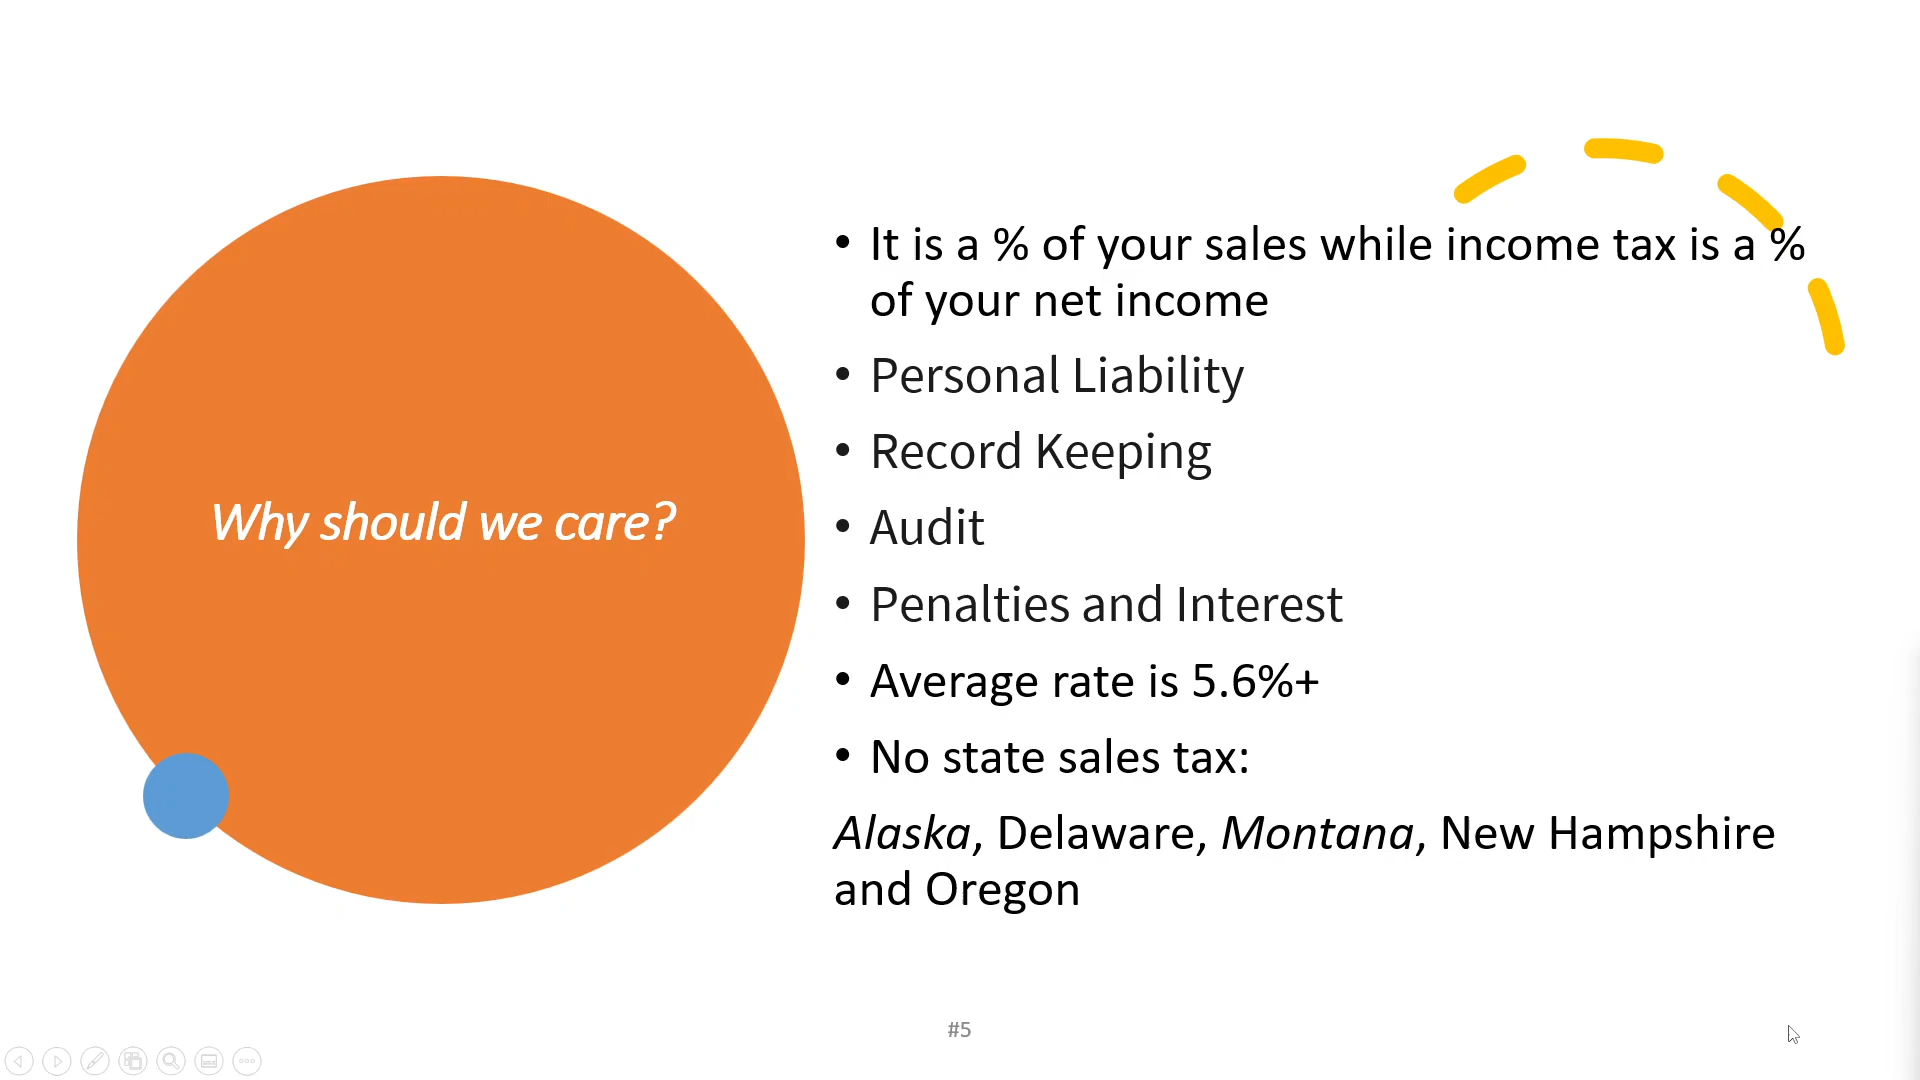 Why should we care?
• It is a % of your sales while income tax is a %
of your net income
• Personal Liability
• Record Keeping
• Audit
• Penalties and Interest
• Average rate is 5.6%+
• No state sales tax:
Alaska, Delaware, Montana, New Hampshire
and Oregon
#5